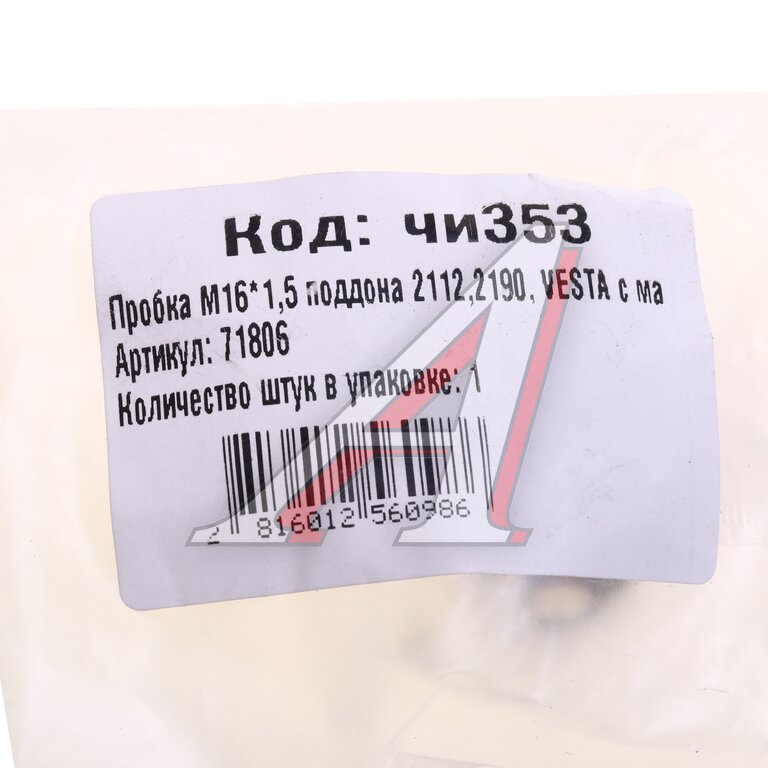 Код: чи353
Пробка М16*1,5 поддона 2112,2190, VESTA с ма
Артикул: 71806
Количество штук в упаковке: 1
2 816012 560986